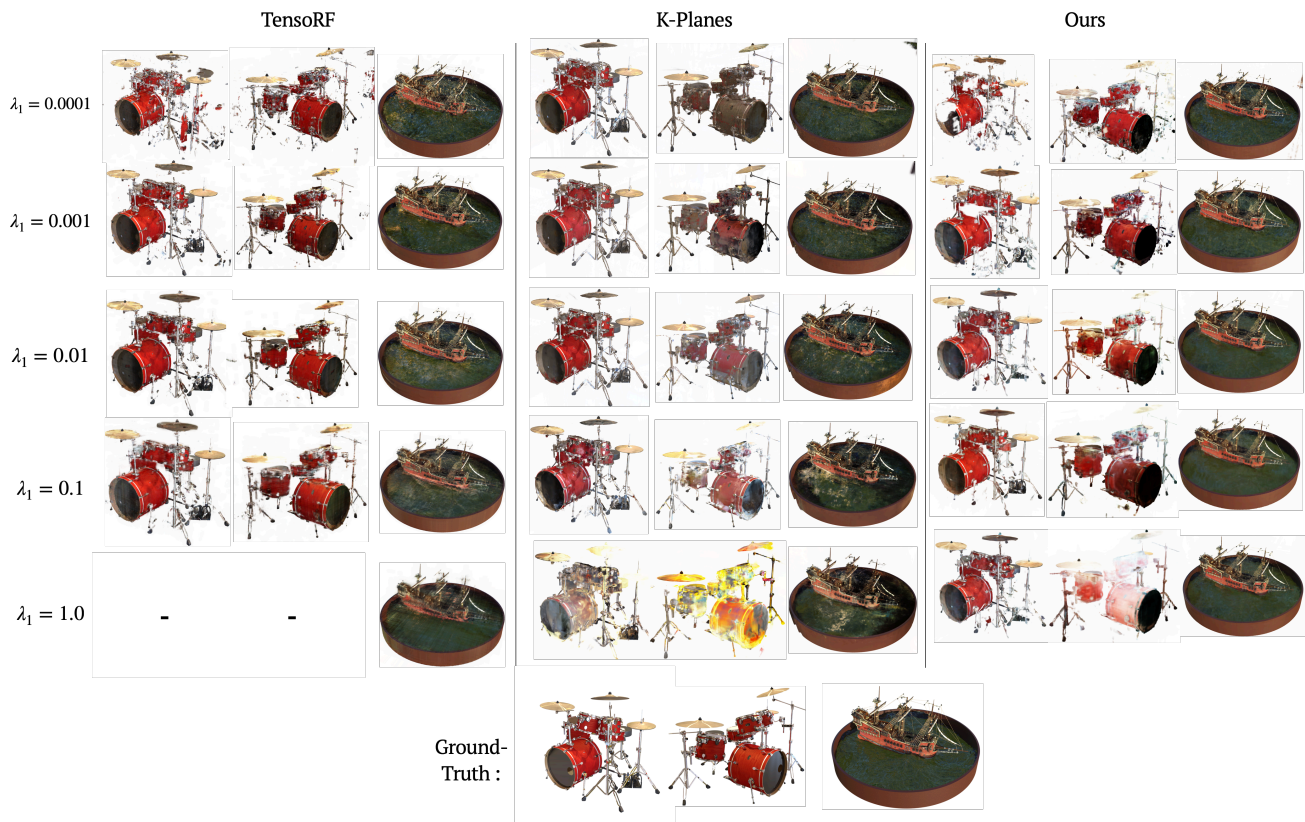 TensoRF
K-Planes
Ours
λ₁ = 0.0001
λ₁ = 0.001
λ₁ = 0.01
λ₁ = 0.1
λ₁ = 1.0
-
-
Ground-
Truth :